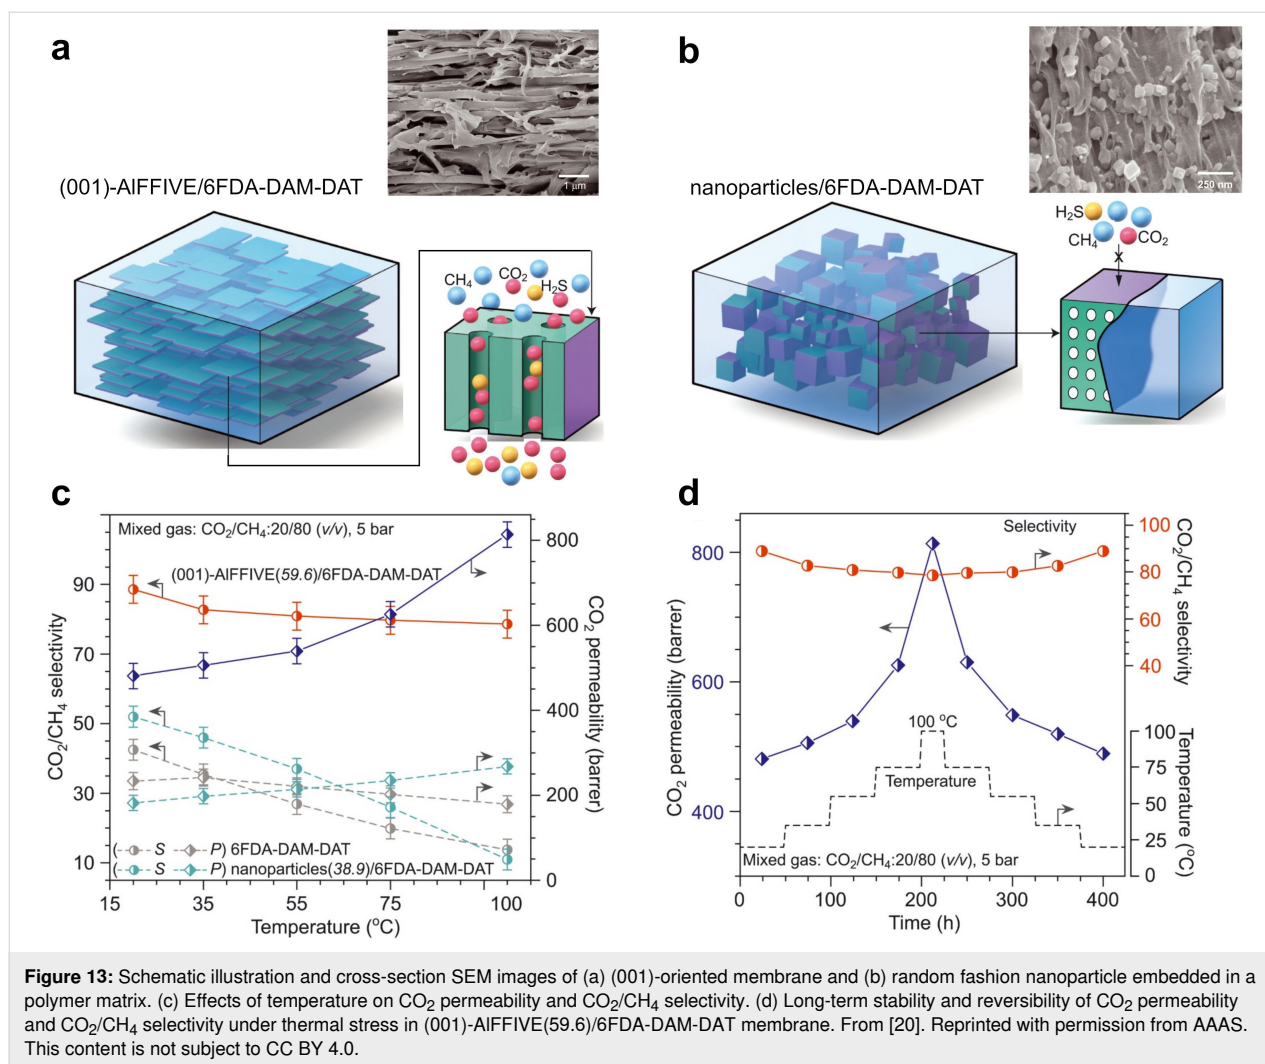 a
(001)-AlFFIVE/6FDA-DAM-DAT
1 μm
CH4
CO2
H2S
b
nanoparticles/6FDA-DAM-DAT
250 nm
H2S
CH4
CO2
x
c
Mixed gas: CO2/CH4:20/80 (v/v), 5 bar
(001)-AlFFIVE(59.6)/6FDA-DAM-DAT
CO2/CH4 selectivity
90
70
50
30
10
CO2 permeability (barrer)
800
600
400
200
0
( S P) 6FDA-DAM-DAT
( S P) nanoparticles(38.9)/6FDA-DAM-DAT
15 35 55 75 100
Temperature (oC)
d
Selectivity
CO2 permeability (barrer)
800
600
400
CO2/CH4 selectivity
100
80
60
40
100 oC
Temperature
Temperature (oC)
100
75
50
25
0
Mixed gas: CO2/CH4:20/80 (v/v), 5 bar
0 100 200 300 400
Time (h)
Figure 13: Schematic illustration and cross-section SEM images of (a) (001)-oriented membrane and (b) random fashion nanoparticle embedded in a
polymer matrix. (c) Effects of temperature on CO2 permeability and CO2/CH4 selectivity. (d) Long-term stability and reversibility of CO2 permeability
and CO2/CH4 selectivity under thermal stress in (001)-AlFFIVE(59.6)/6FDA-DAM-DAT membrane. From [20]. Reprinted with permission from AAAS.
This content is not subject to CC BY 4.0.